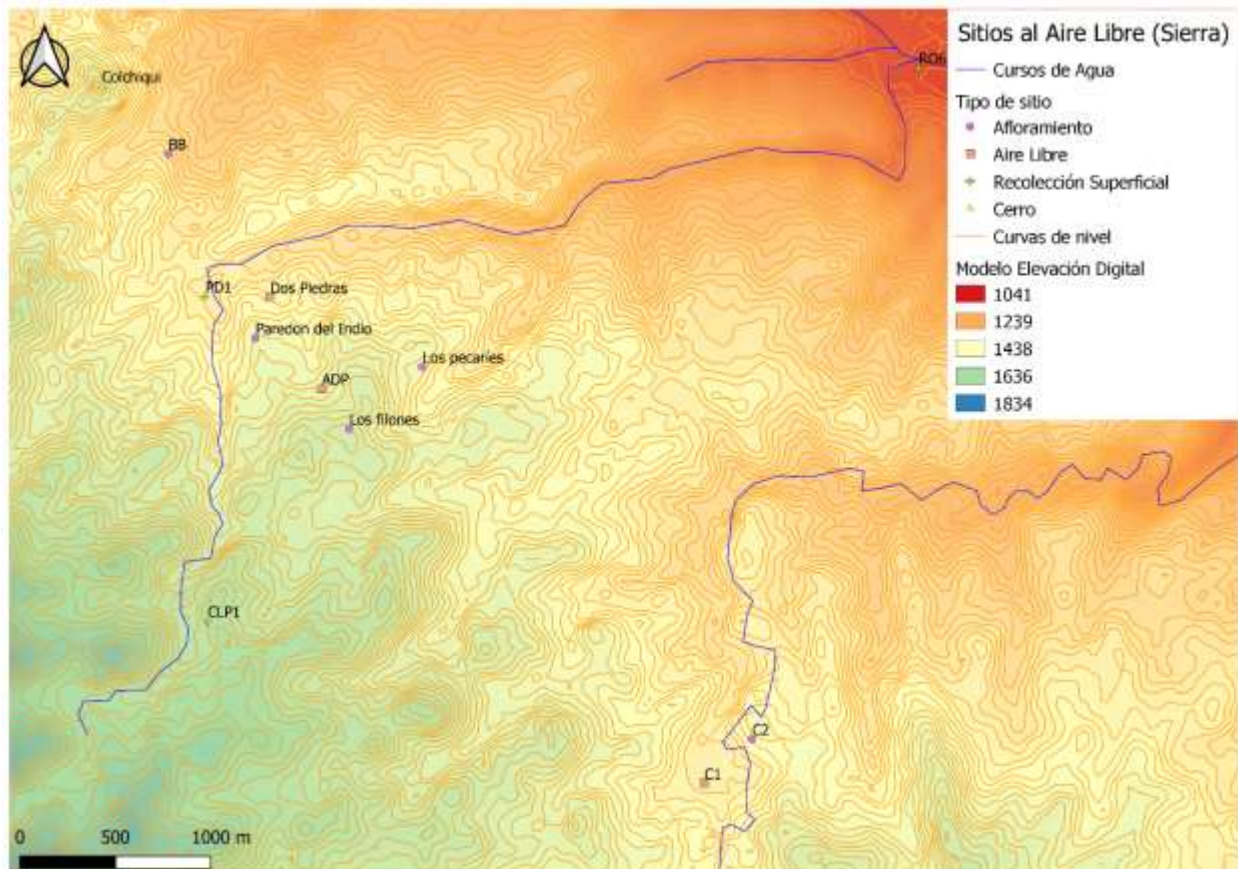 Sitios al Aire Libre (Sierra)
Cursos de Agua
Tipo de sitio
Afloramiento
Aire Libre
Recolección Superficial
Cerro
Curvas de nivel
Modelo Elevación Digital
1041
1239
1438
1636
1834
Colchiqui
BB
PD1
Dos Piedras
Paredon del Indio
Los pecaríes
ADP
Los filones
CLP1
C2
C1
0 500 1000 m